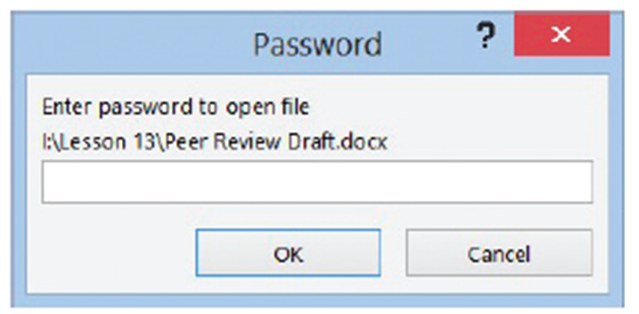 Password
?
Enter password to open file
I:\Lesson 13\Peer Review Draft.docx
OK
Cancel